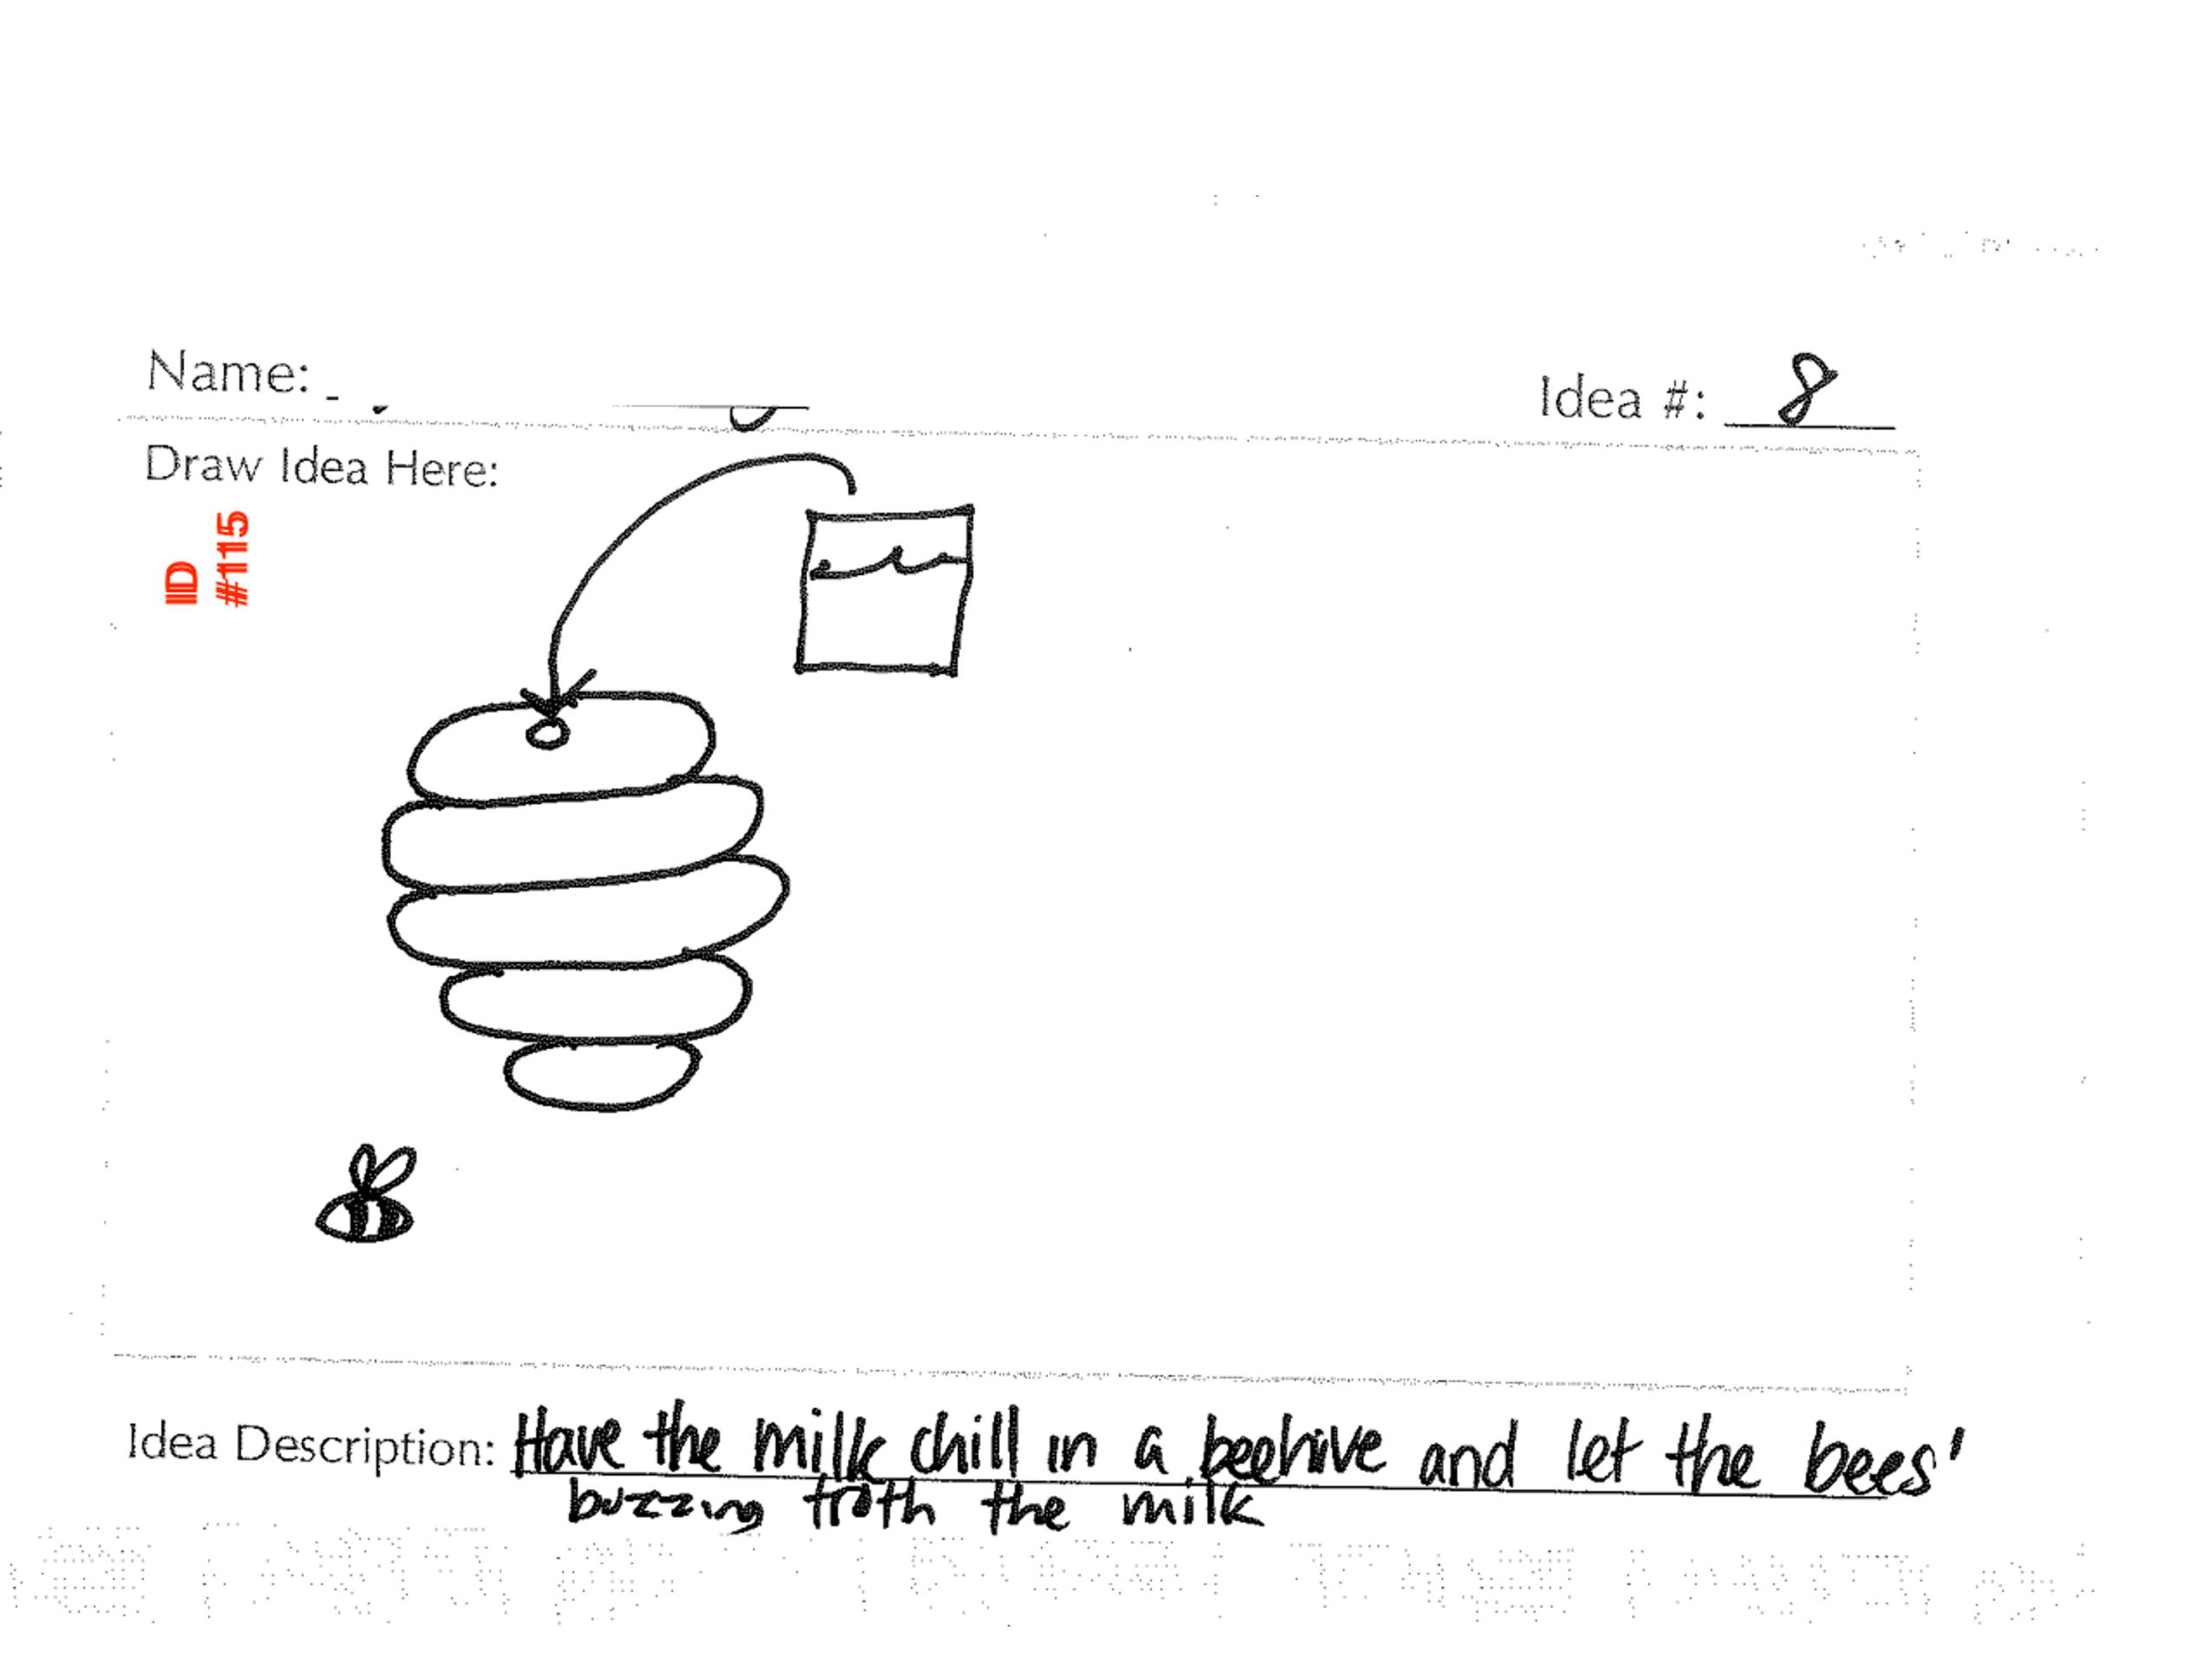 Name:
Idea #: 8
Draw Idea Here:
ID
#115
Idea Description: Have the milk chill in a beehive and let the bees'
buzzing froth the milk